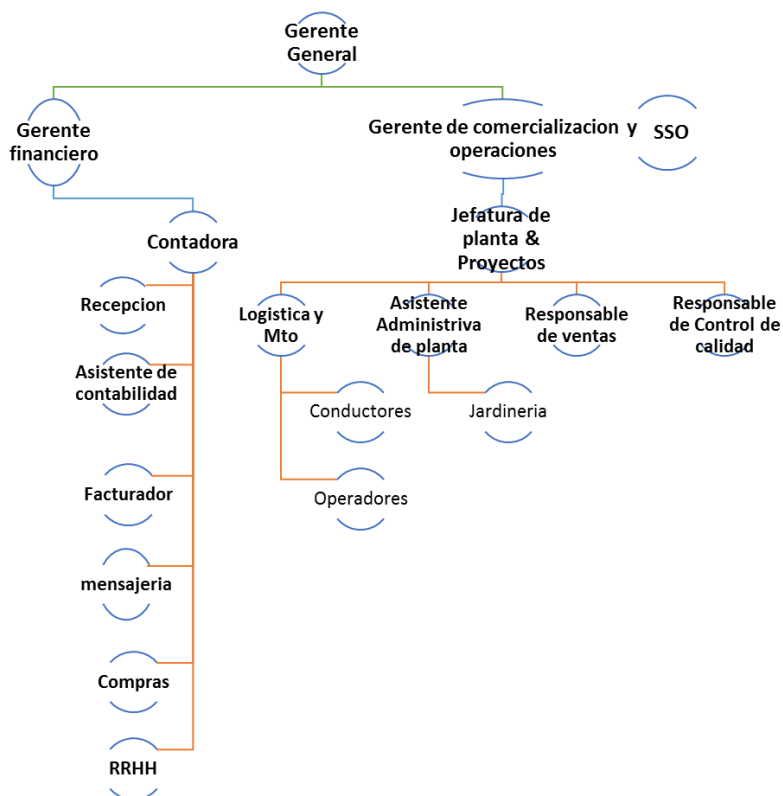 Gerente
General
Gerente
financiero
Gerente de comercializacion y
operaciones
SSO
Contadora
Jefatura de
planta &
Proyectos
Recepcion
Asistente de
contabilidad
Facturador
mensajeria
Compras
RRHH
Logistica y
Mto
Asistente
Administriva
de planta
Responsable
de ventas
Responsable
de Control de
calidad
Conductores
Jardineria
Operadores